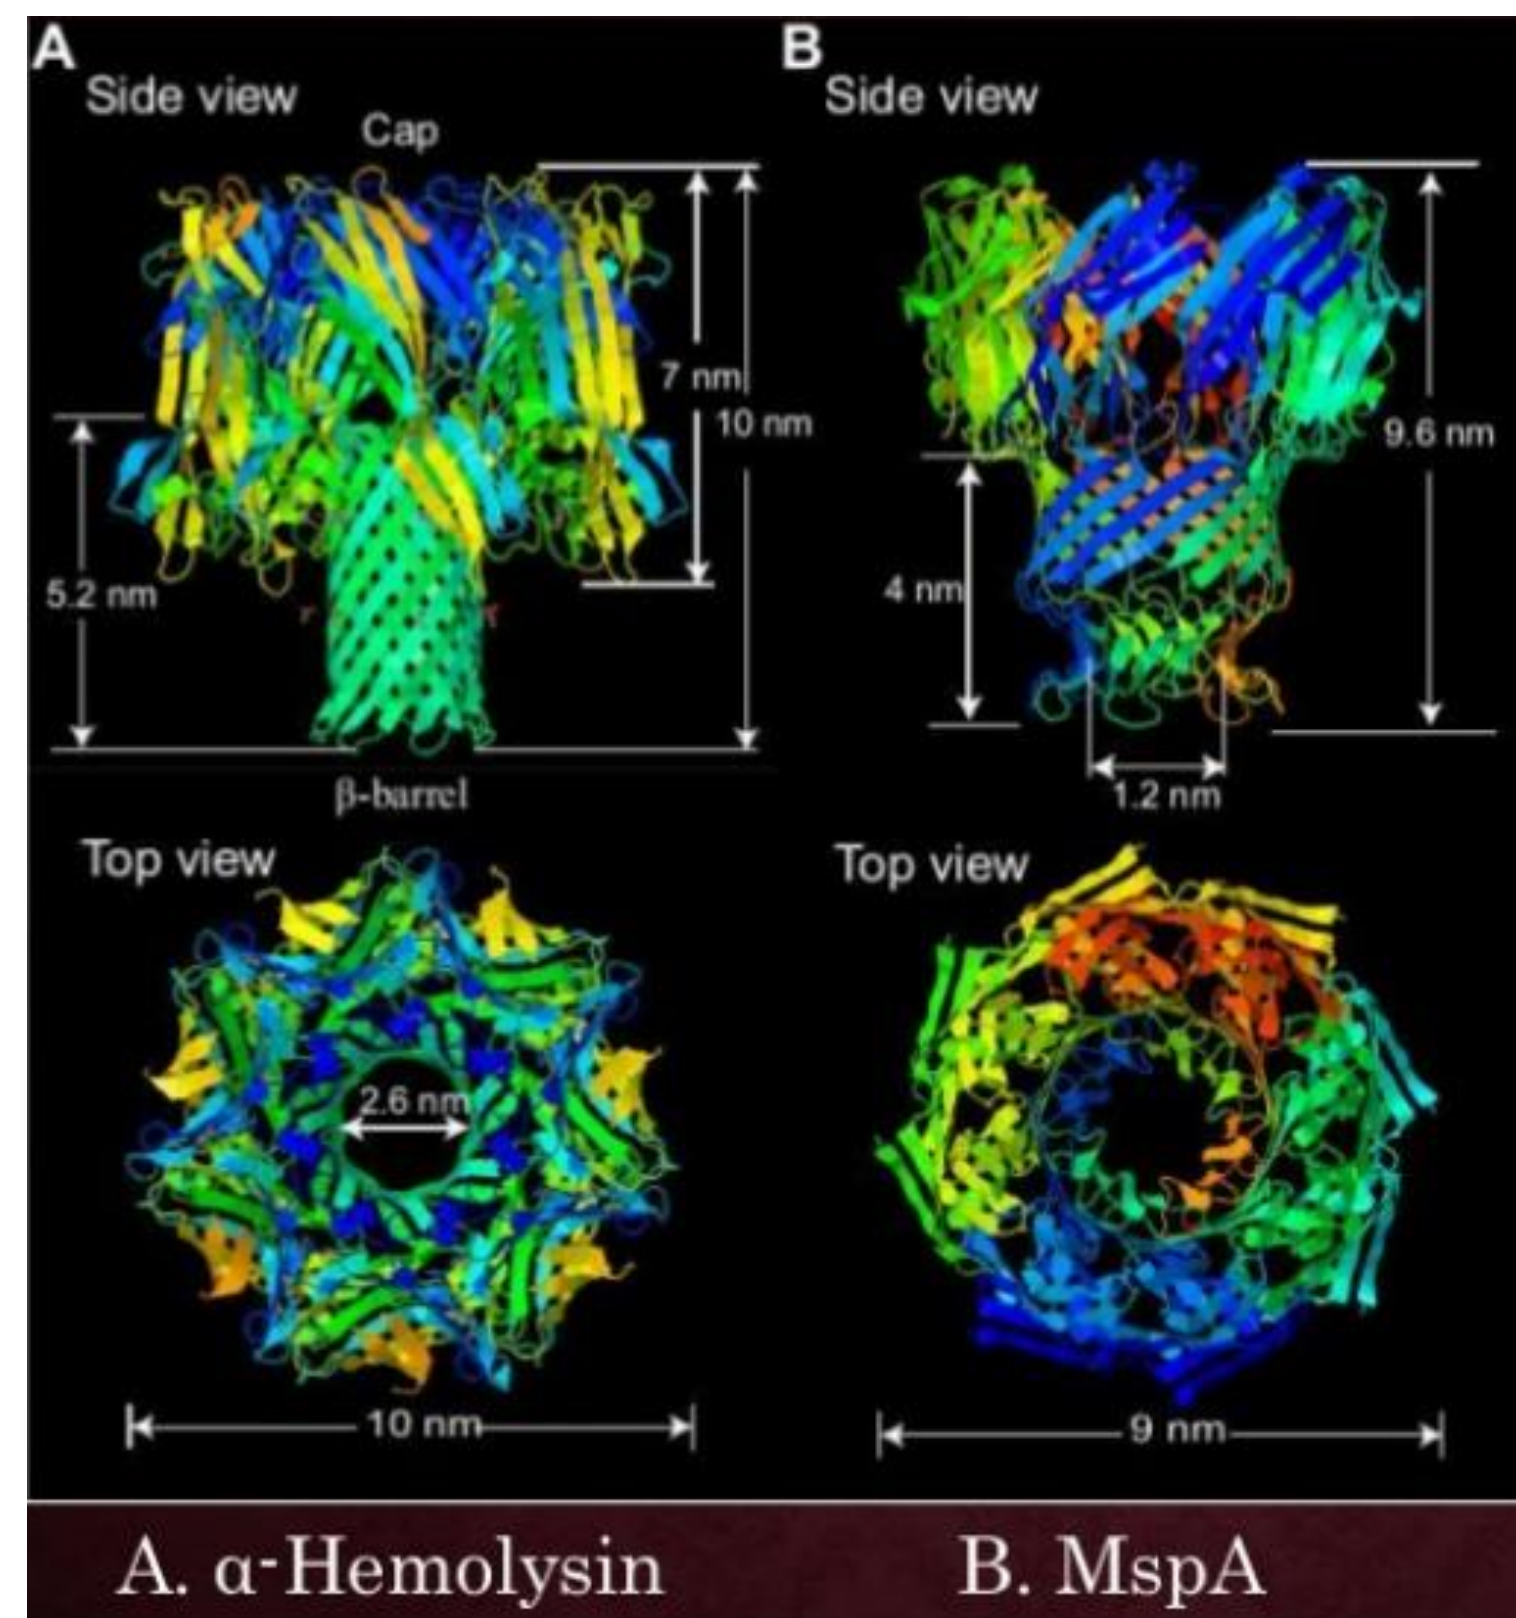 A
Side view
Cap
7 nm
10 nm
5.2 nm
β-barrel
Top view
2.6 nm
10 nm
B
Side view
9.6 nm
4 nm
1.2 nm
Top view
9 nm
A. α-Hemolysin
B. MspA